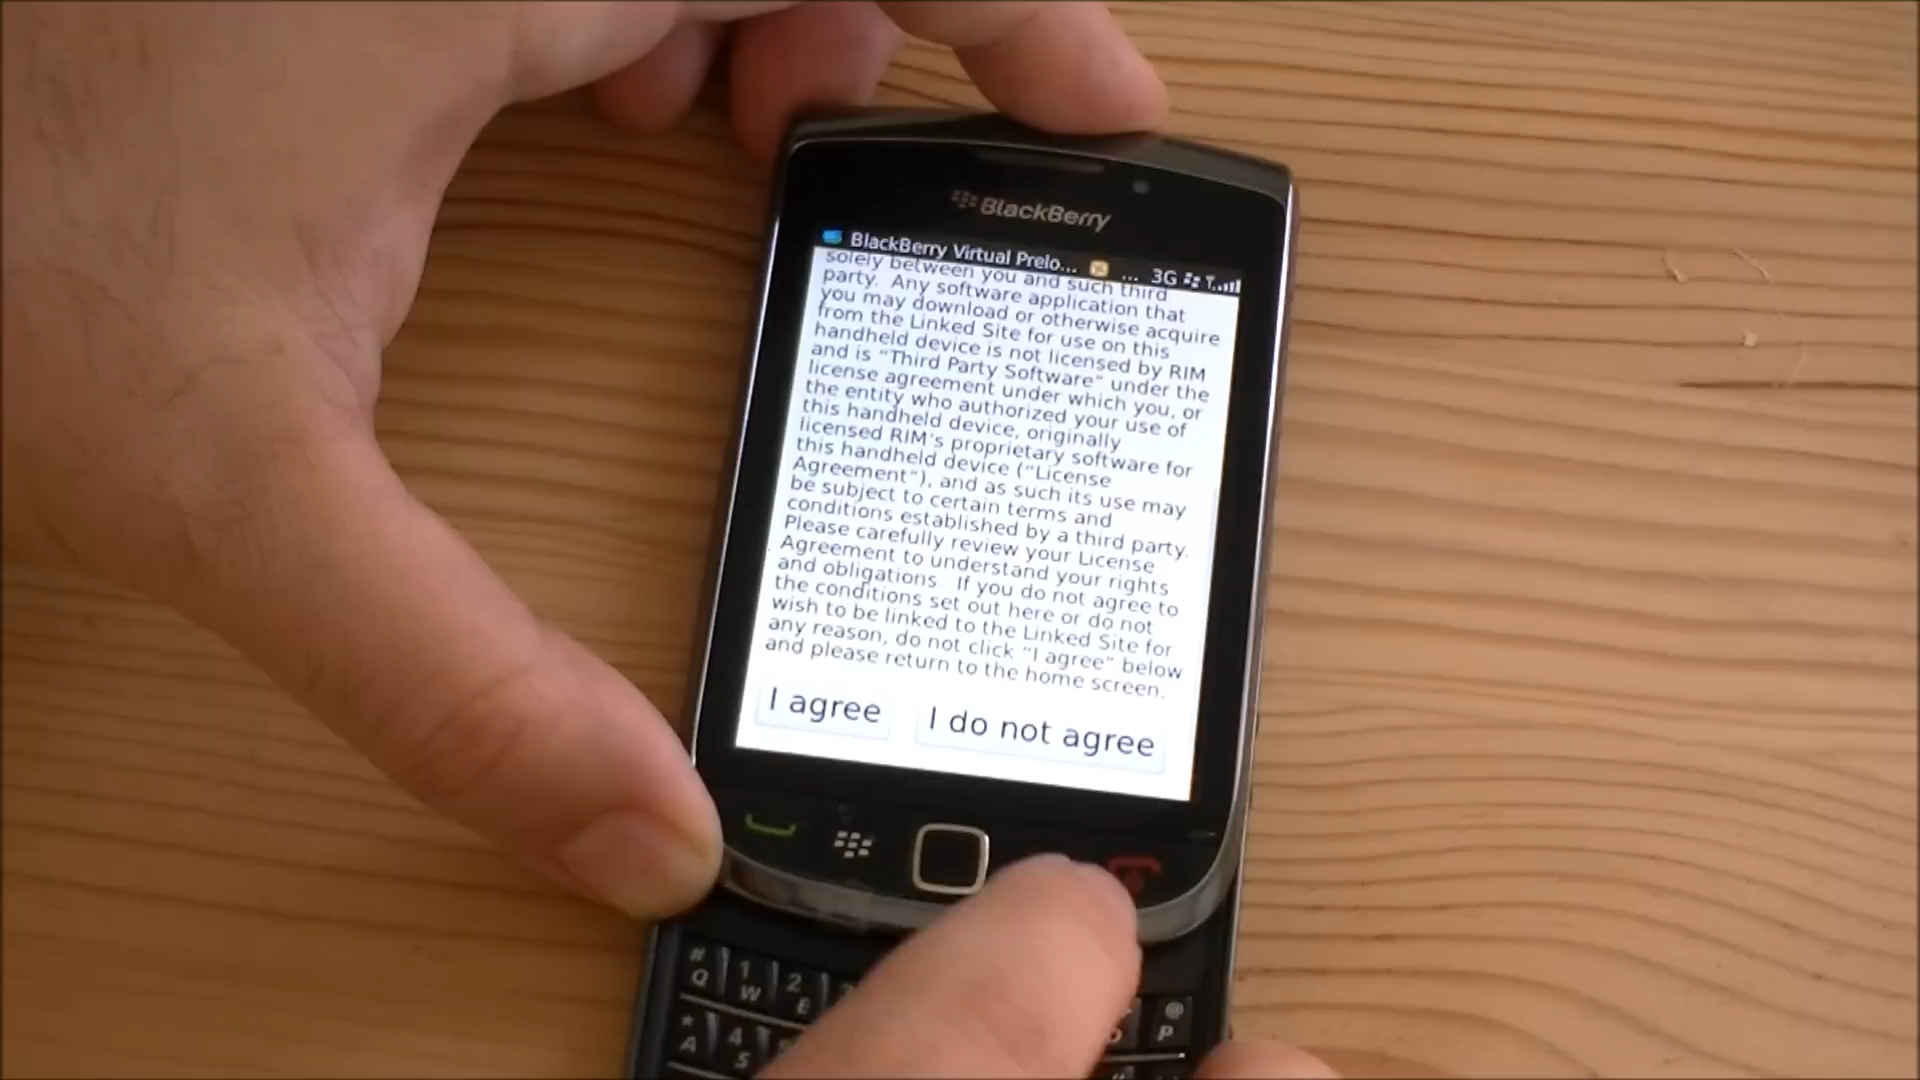 BlackBerry
BlackBerry Virtual Prelo... ... 3G
solely between you and such third
party. Any software application that
you may download or otherwise acquire
from the Linked Site for use on this
handheld device is not licensed by RIM
and is “Third Party Software” under the
license agreement under which you, or
the entity who authorized your use of
this handheld device, originally
licensed RIM's proprietary software for
this handheld device (“License
Agreement”), and as such its use may
be subject to certain terms and
conditions established by a third party.
Please carefully review your License
Agreement to understand your rights
and obligations. If you do not agree to
the conditions set out here or do not
wish to be linked to the Linked Site for
any reason, do not click “I agree” below
and please return to the home screen.
I agree I do not agree
# 1 2 @
Q W E P
* 4
A S